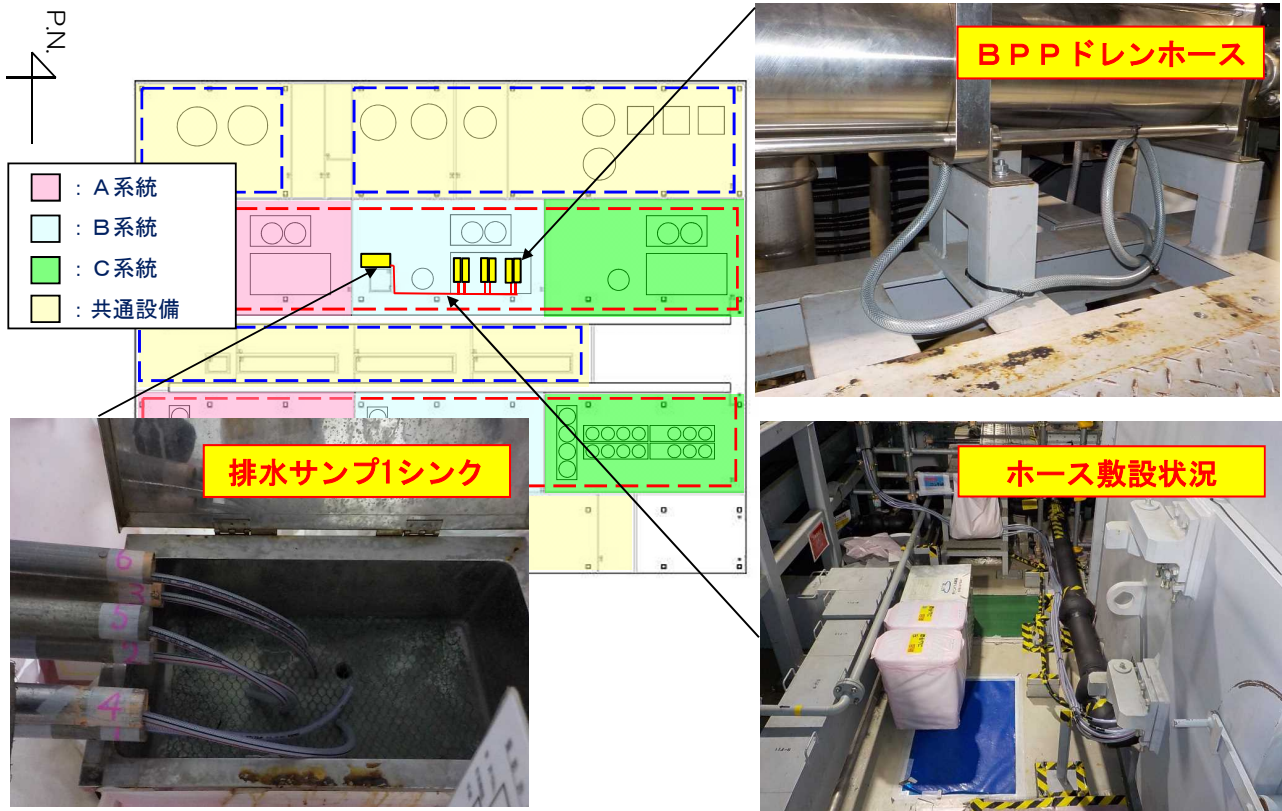 P.N.
BPPドレンホース
：A系統
：B系統
：C系統
：共通設備
排水サンプ1シンク
ホース敷設状況
6
3
5
2
4
1